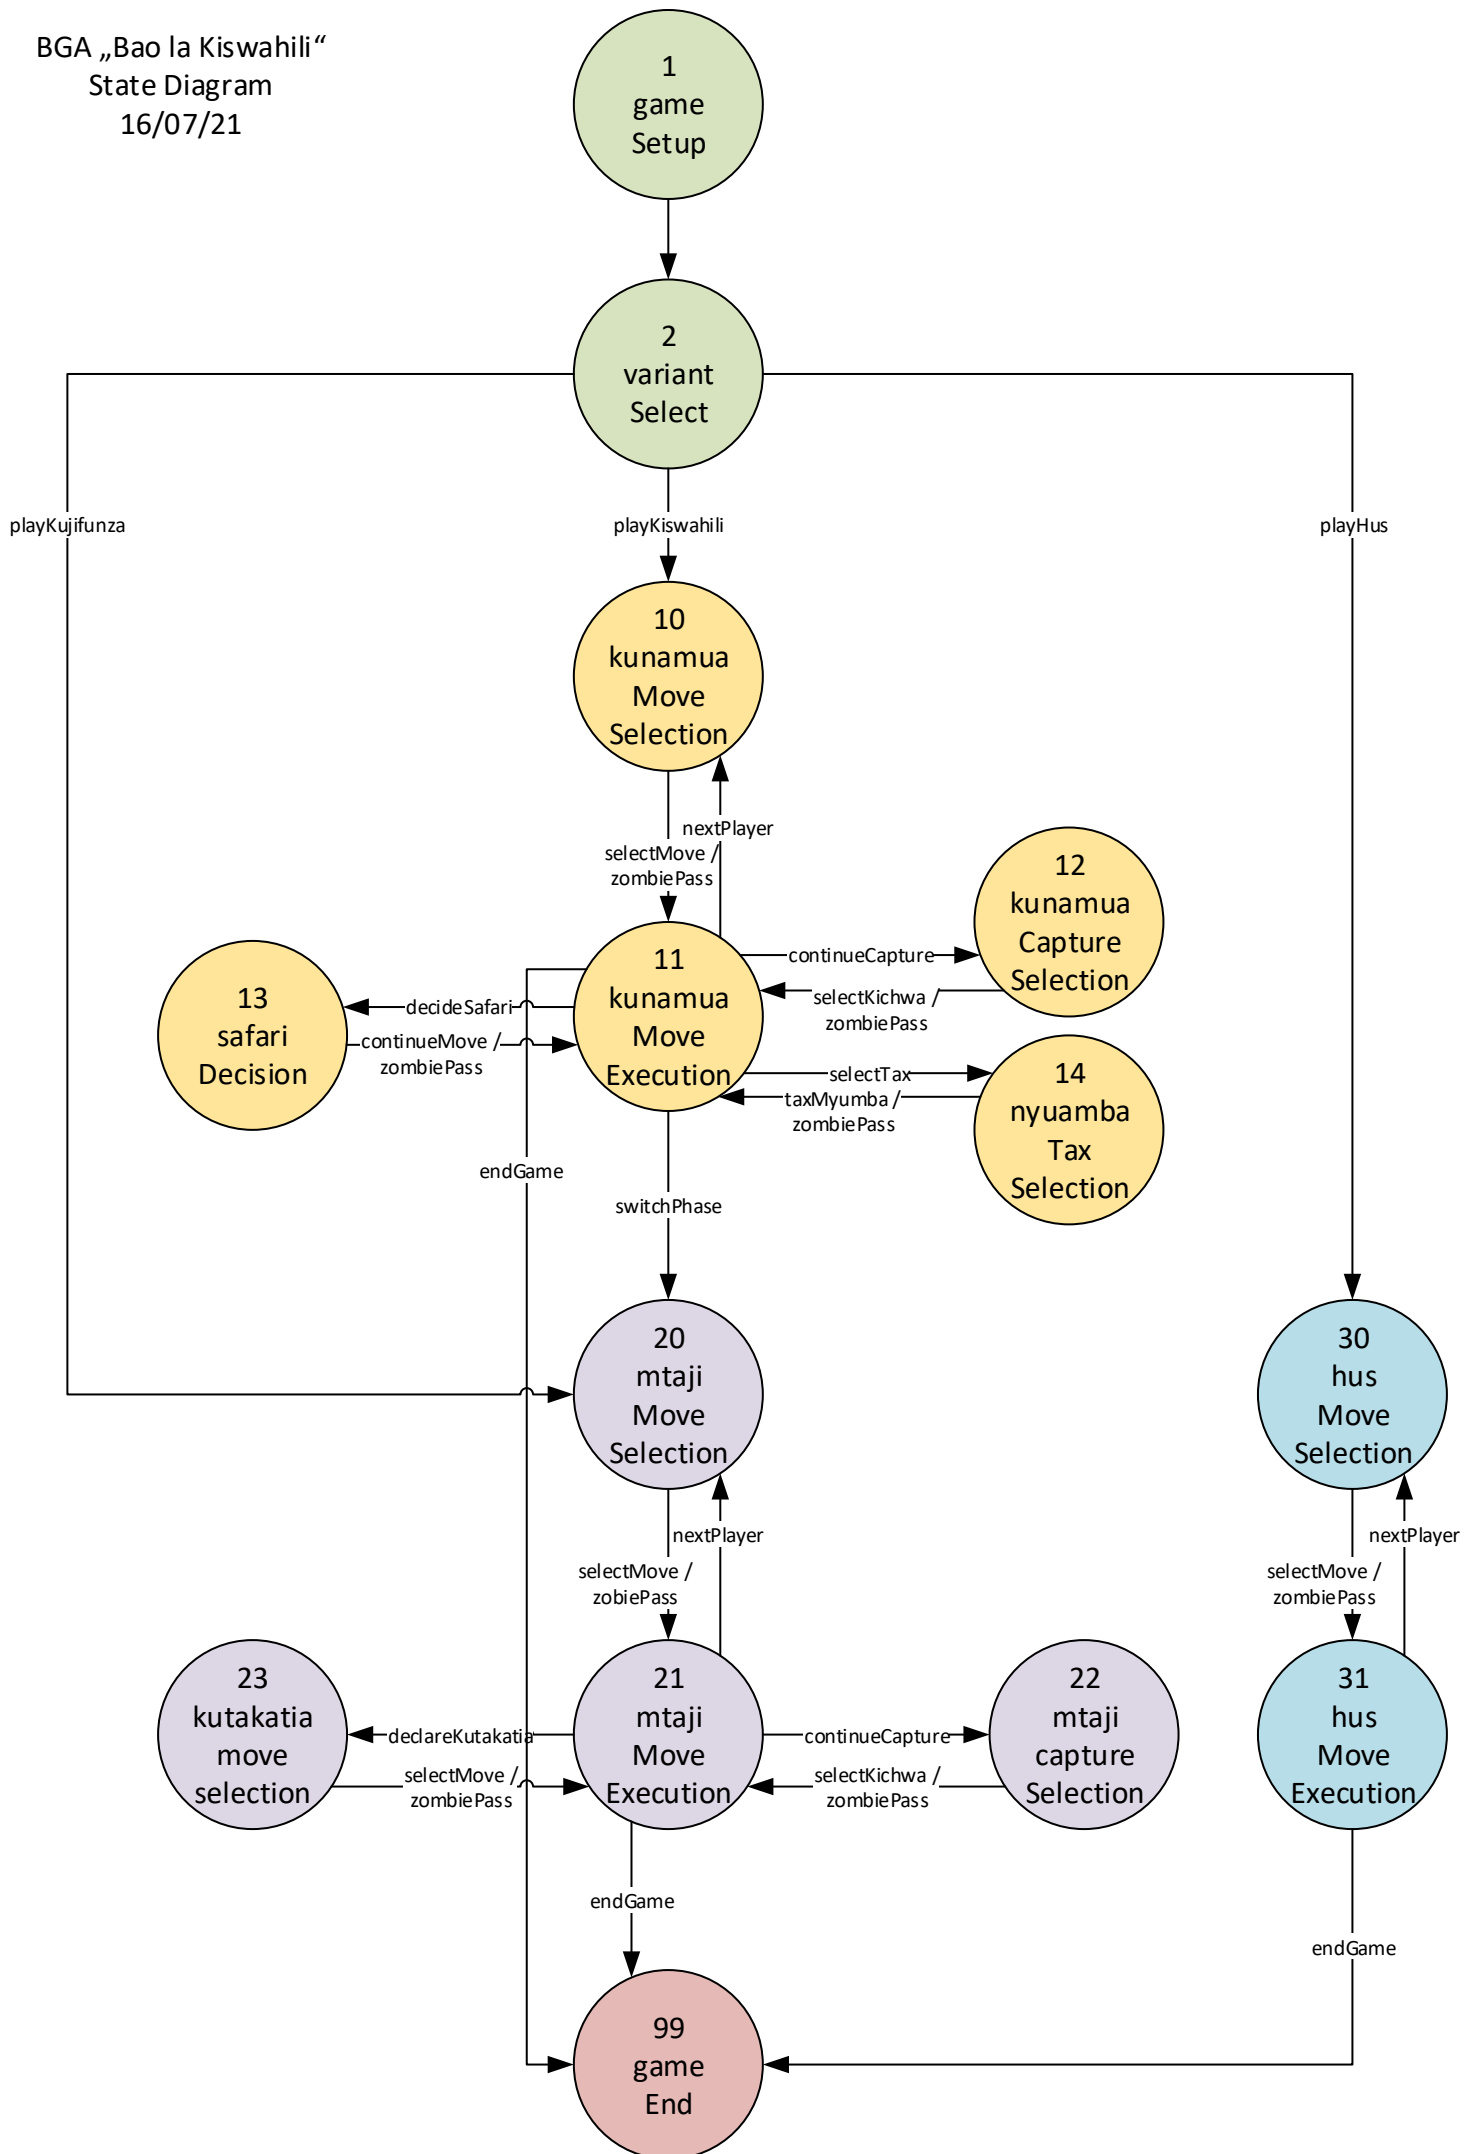 BGA „Bao la Kiswahili“
State Diagram
16/07/21
1
game
Setup
2
variant
Select
playKujifunza
playKiswahili
playHus
10
kunamua
Move
Selection
nextPlayer
selectMove /
zombiePass
12
kunamua
Capture
Selection
11
kunamua
Move
Execution
continueCapture
selectKichwa /
zombiePass
13
safari
Decision
decideSafari
continueMove /
zombiePass
selectTax
taxMyumba /
zombiePass
14
nyuamba
Tax
Selection
endGame
switchPhase
20
mtaji
Move
Selection
30
hus
Move
Selection
nextPlayer
selectMove /
zobiePass
nextPlayer
selectMove /
zombiePass
23
kutakatia
move
selection
declareKutakatia
selectMove /
zombiePass
21
mtaji
Move
Execution
continueCapture
selectKichwa /
zombiePass
22
mtaji
capture
Selection
31
hus
Move
Execution
endGame
endGame
99
game
End